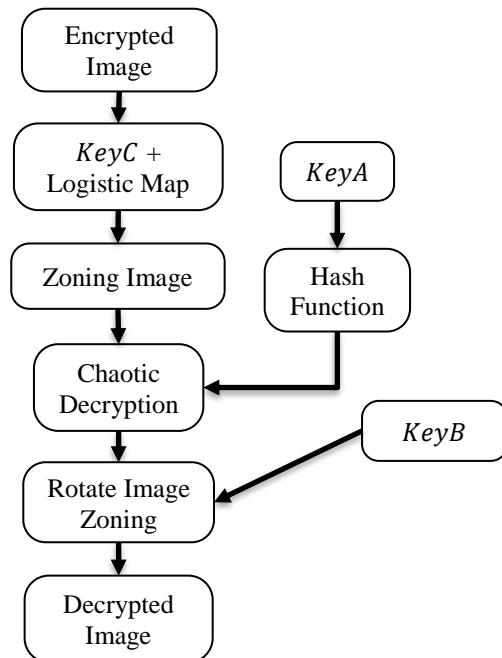 Encrypted
Image
KeyC +
Logistic Map
KeyA
Zoning Image
Hash
Function
Chaotic
Decryption
KeyB
Rotate Image
Zoning
Decrypted
Image